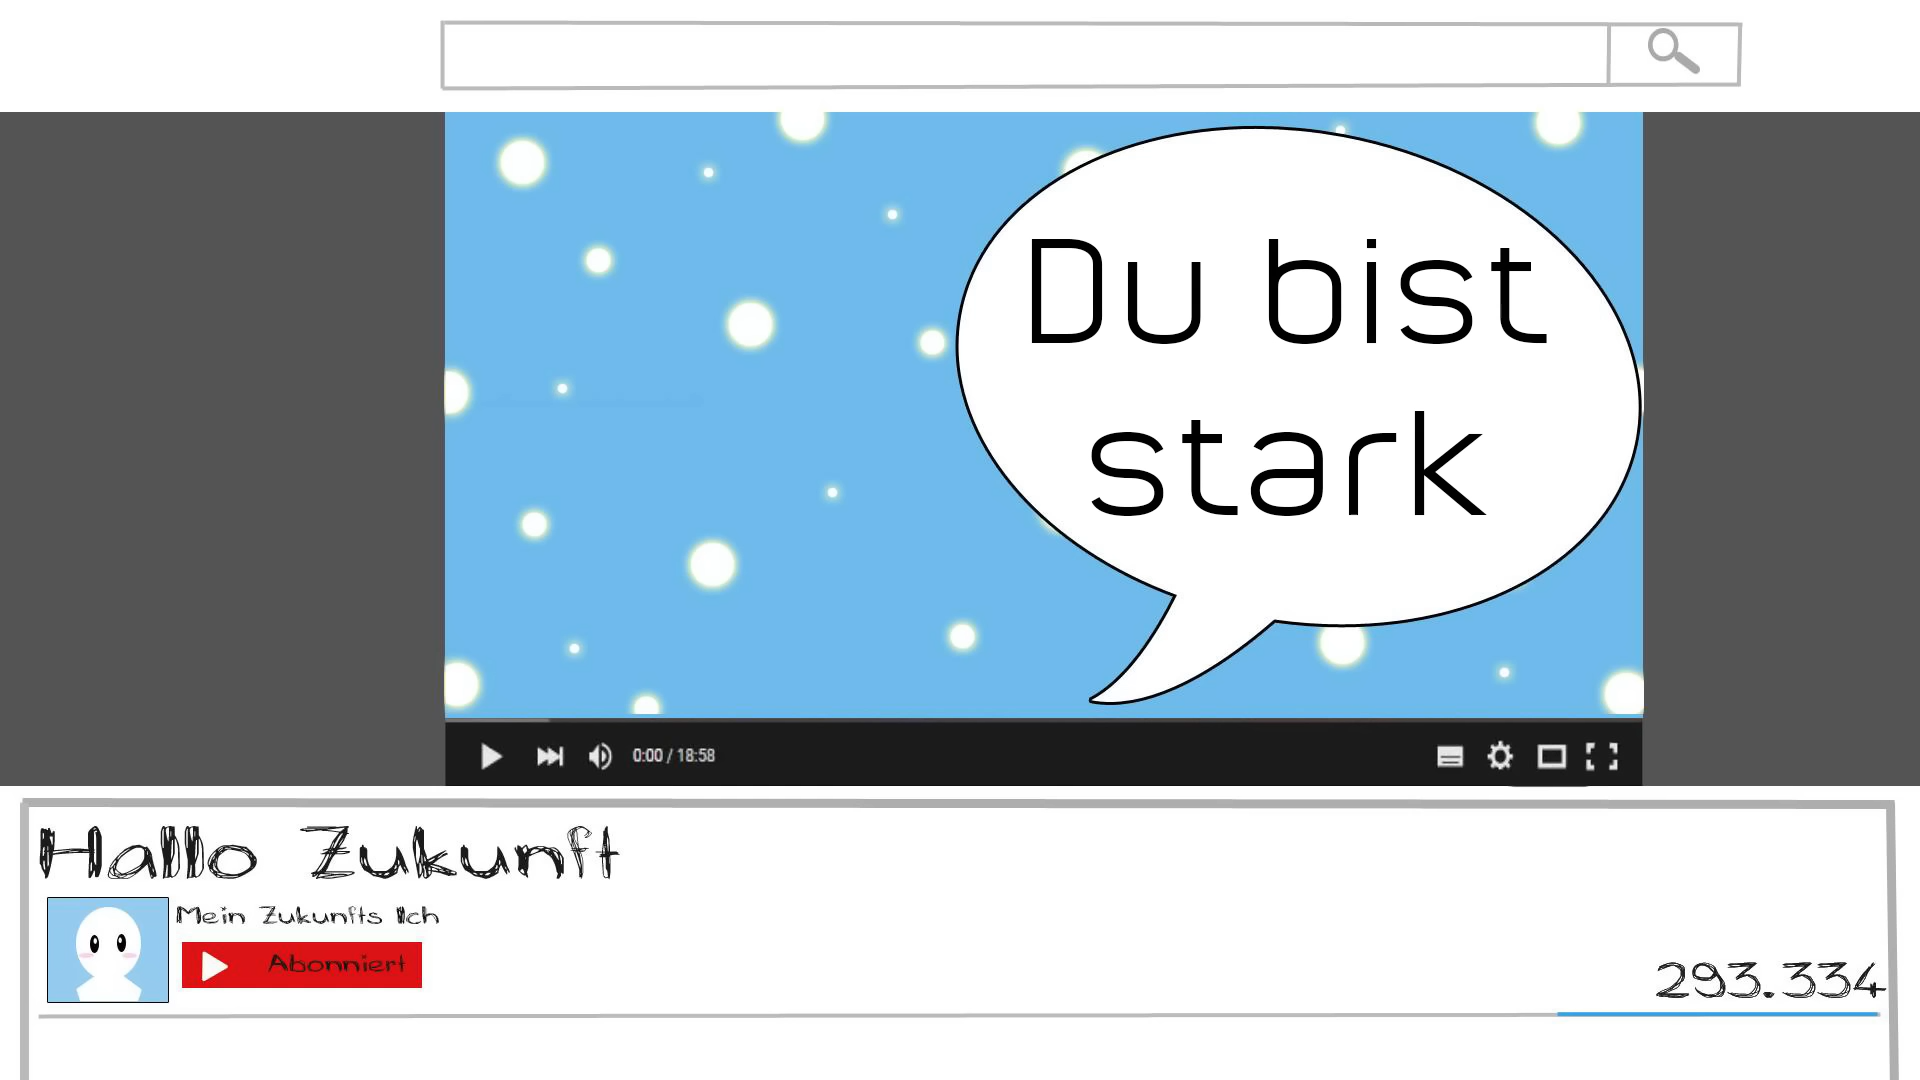 Du bist
stark
0:00 / 18:58
Hallo Zukunft
Mein Zukunfts Ich
Abonniert
293.334